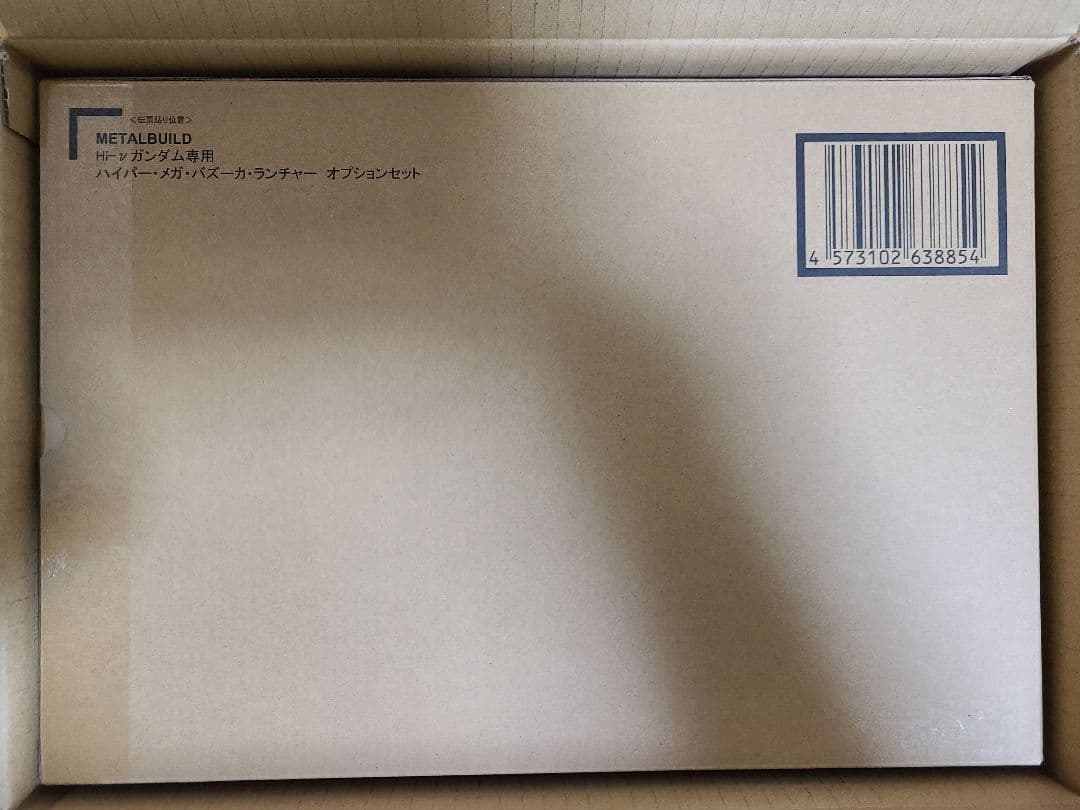 <伝票貼り位置>
METALBUILD
Hi-νガンダム専用
ハイパー・メガ・バズーカ・ランチャー オプションセット
4 573102 638854